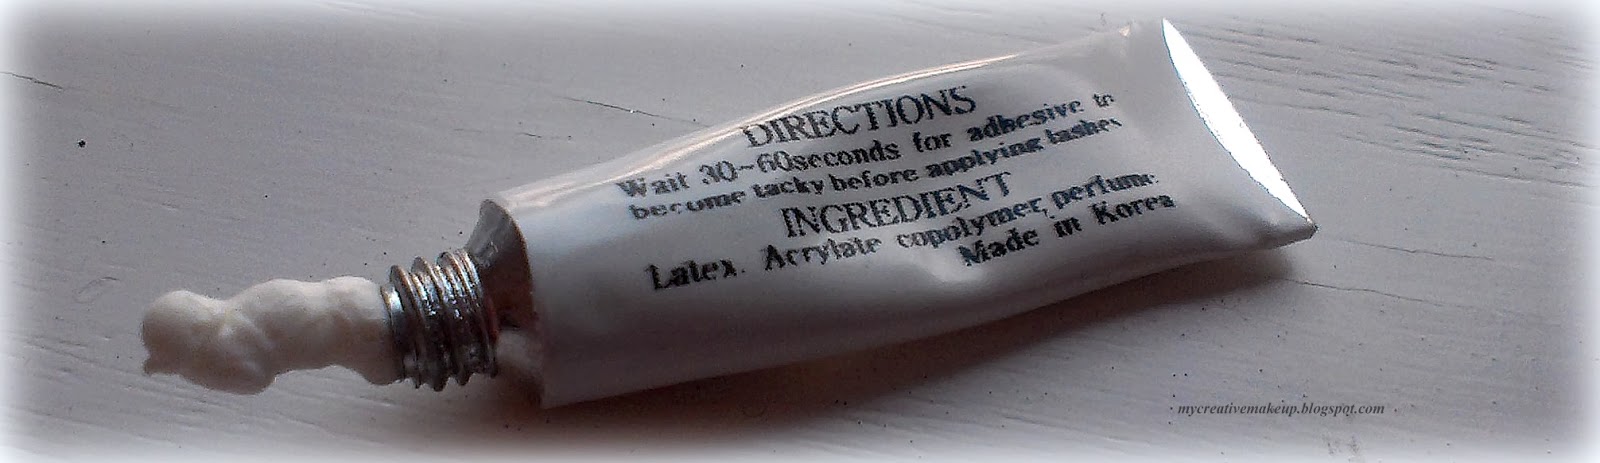 DIRECTIONS
Wait 30~60seconds for adhesive to
become tacky before applying lashes
INGREDIENT
Latex. Acrylate copolymer, perfume
Made in Korea
mycreativemakeup.blogspot.com